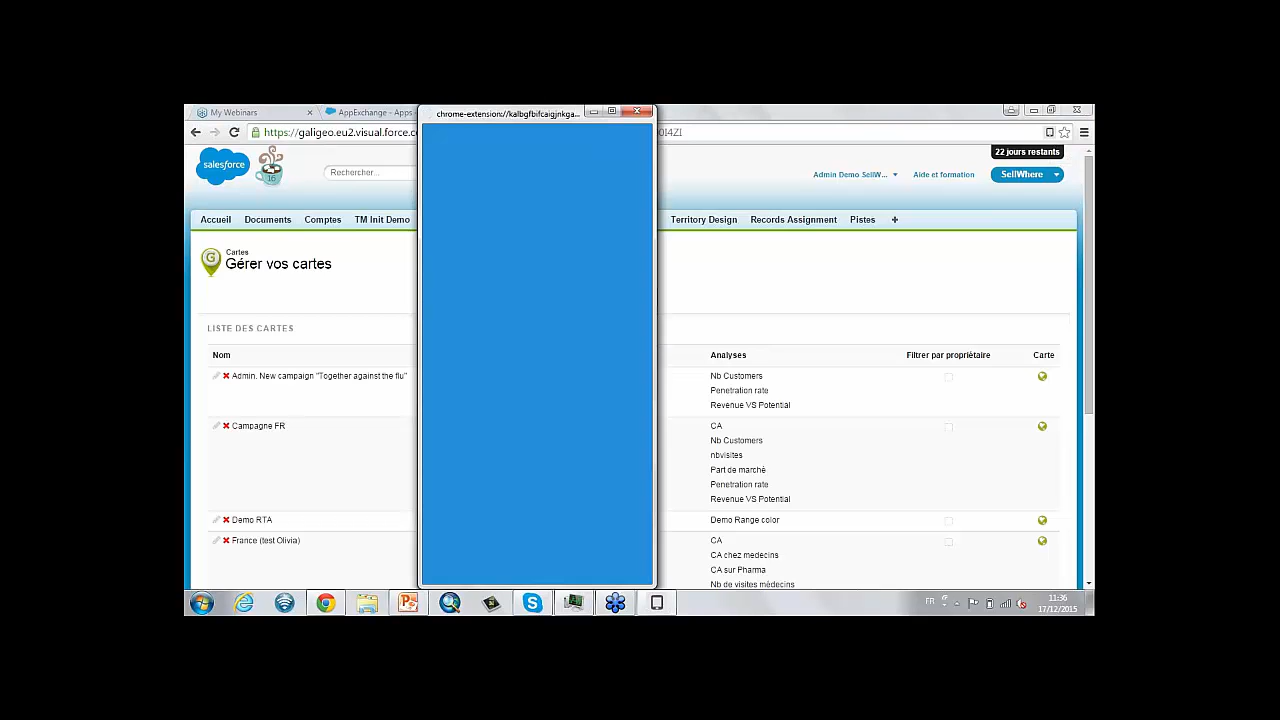 My Webinars
AppExchange - Apps -
chrome-extension://kalbgfbifcaigjnkga...
https://galigeo.eu2.visual.force.c
salesforce
16
Rechercher...
22 jours restants
Admin Demo SellW...
Aide et formation
SellWhere
Accueil Documents Comptes TM Init Demo Territory Design Records Assignment Pistes +
G
Cartes
Gérer vos cartes
LISTE DES CARTES
Nom Analyses Filtrer par propriétaire Carte
Admin. New campaign "Together against the flu" Nb Customers
Penetration rate
Revenue VS Potential
Campagne FR CA
Nb Customers
nbvisites
Part de marché
Penetration rate
Revenue VS Potential
Demo RTA Demo Range color
France (test Olivia) CA
CA chez medecins
CA sur Pharma
Nb de visites médecins
FR
11:36
17/12/2015